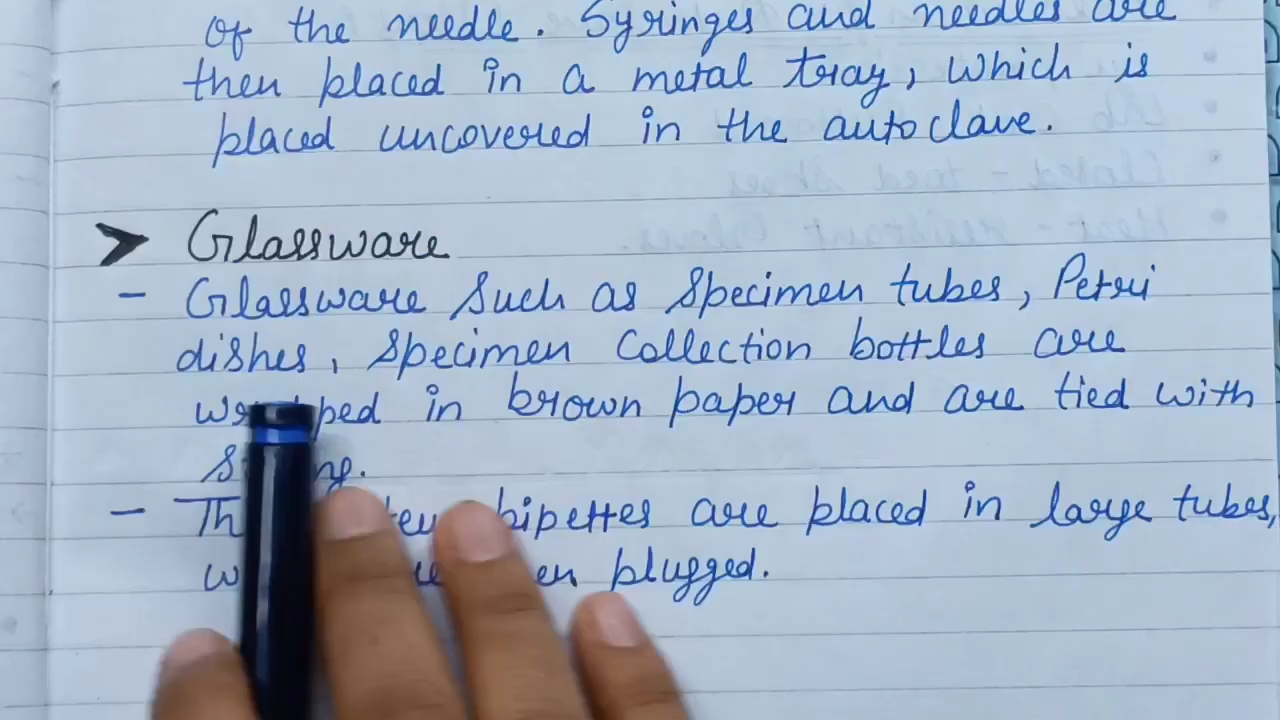 of the needle. Syringes and needles are
then placed in a metal tray, which is
placed uncovered in the autoclave.
➤ Glassware
- Glassware Such as Specimen tubes, Petri
dishes, Specimen Collection bottles are
in brown paper and are tied with
- pipettes are placed in large tubes,
plugged.